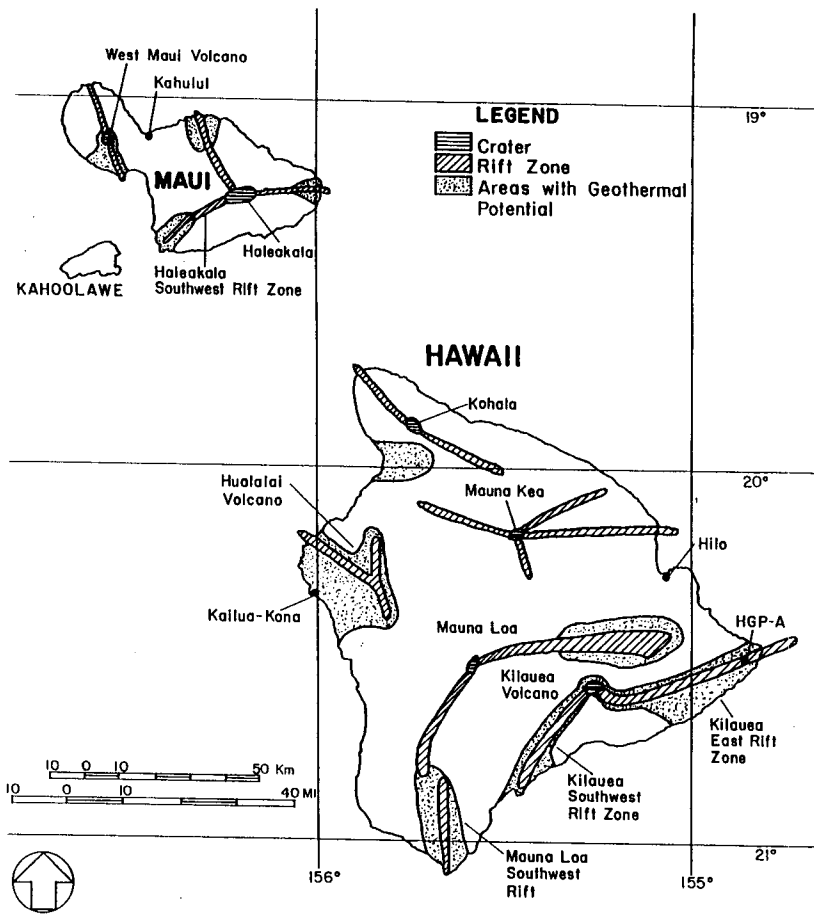 West Maui Volcano
Kahului
LEGEND
Crater
Rift Zone
Areas with Geothermal
Potential
19°
MAUI
Haleakala
Haleakala
Southwest Rift Zone
KAHOOLAWE
HAWAII
Kohala
20°
Hualalai
Volcano
Mauna Kea
Hilo
Kailua-Kona
Mauna Loa
HGP-A
Kilauea
Volcano
Kilauea
East Rift
Zone
Kilauea
Southwest
Rift Zone
10 0 10 50 Km
10 0 10 40 MI
Mauna Loa
Southwest
Rift
21°
156°
155°